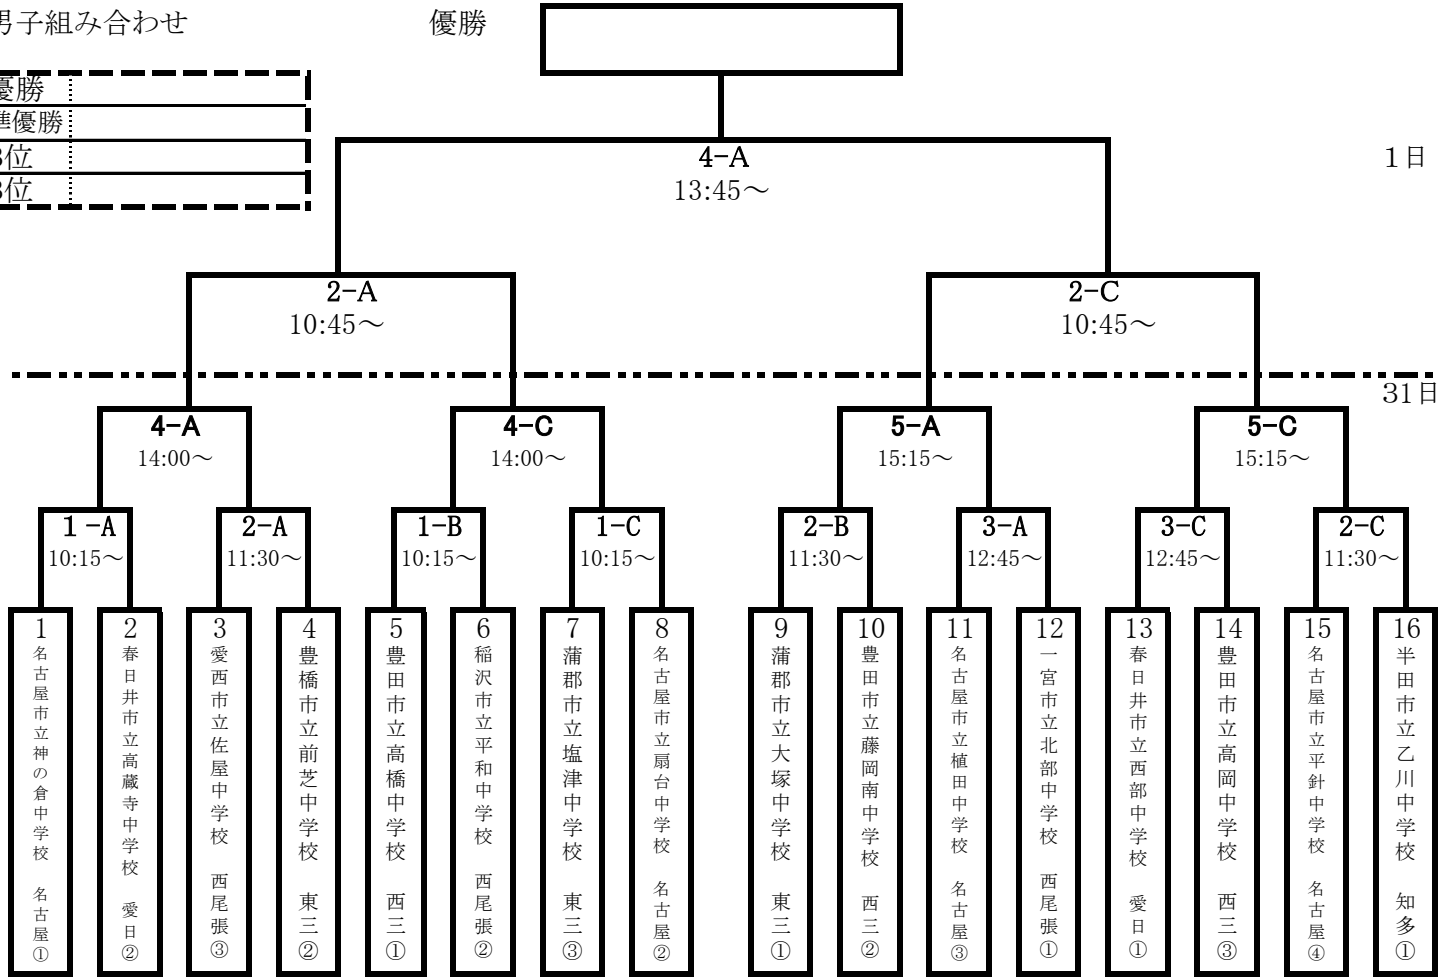 男子組み合わせ
優勝
優勝
準優勝
3位
3位
4-A
13:45～
1日
2-A
10:45～
2-C
10:45～
31日
4-A
14:00～
4-C
14:00～
5-A
15:15～
5-C
15:15～
1-A
10:15～
2-A
11:30～
1-B
10:15～
1-C
10:15～
2-B
11:30～
3-A
12:45～
3-C
12:45～
2-C
11:30～
1
名古屋市立神の倉中学校 名古屋①
2
春日井市立高蔵寺中学校 愛日②
3
愛西市立佐屋中学校 西尾張③
4
豊橋市立前芝中学校 東三②
5
豊田市立高橋中学校 西三①
6
稲沢市立平和中学校 西尾張②
7
蒲郡市立塩津中学校 東三③
8
名古屋市立扇台中学校 名古屋②
9
蒲郡市立大塚中学校 東三①
10
豊田市立藤岡南中学校 西三②
11
名古屋市立植田中学校 名古屋③
12
一宮市立北部中学校 西尾張①
13
春日井市立西部中学校 愛日①
14
豊田市立高岡中学校 西三③
15
名古屋市立平針中学校 名古屋④
16
半田市立乙川中学校 知多①